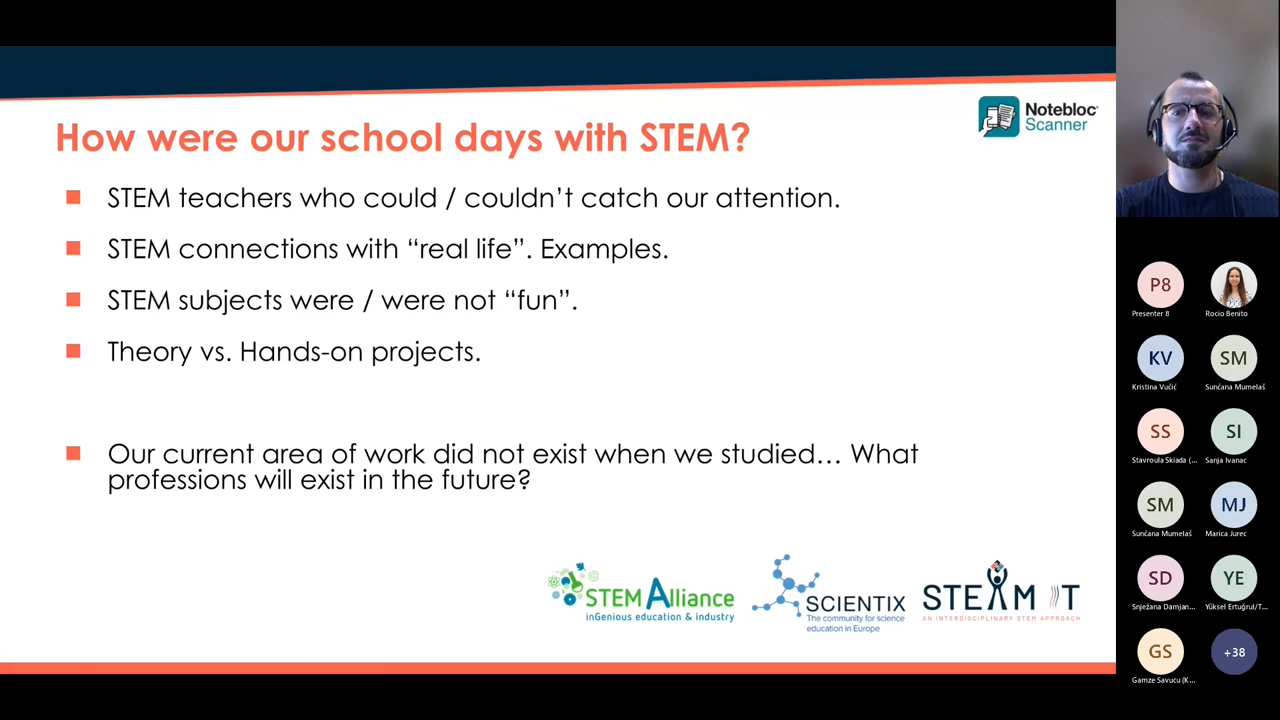 Notebloc
Scanner
How were our school days with STEM?
STEM teachers who could / couldn't catch our attention.
STEM connections with “real life”. Examples.
STEM subjects were / were not “fun”.
Theory vs. Hands-on projects.
Our current area of work did not exist when we studied… What
professions will exist in the future?
STEM Alliance
inGenious education & industry
SCIENTIX
The community for science
education in Europe
STEAM IT
AN INTERDISCIPLINARY STEM APPROACH
P8
Presenter 8
Rocio Benito
KV
Kristina Vučić
SM
Sunčana Mumelaš
SS
Stavroula Skiada (...
SI
Sanja Ivanac
SM
Sunčana Mumelaš
MJ
Marica Jurec
SD
Snježana Damjan...
YE
Yüksel Ertuğrul/T...
GS
Gamze Savucu (K...
+38